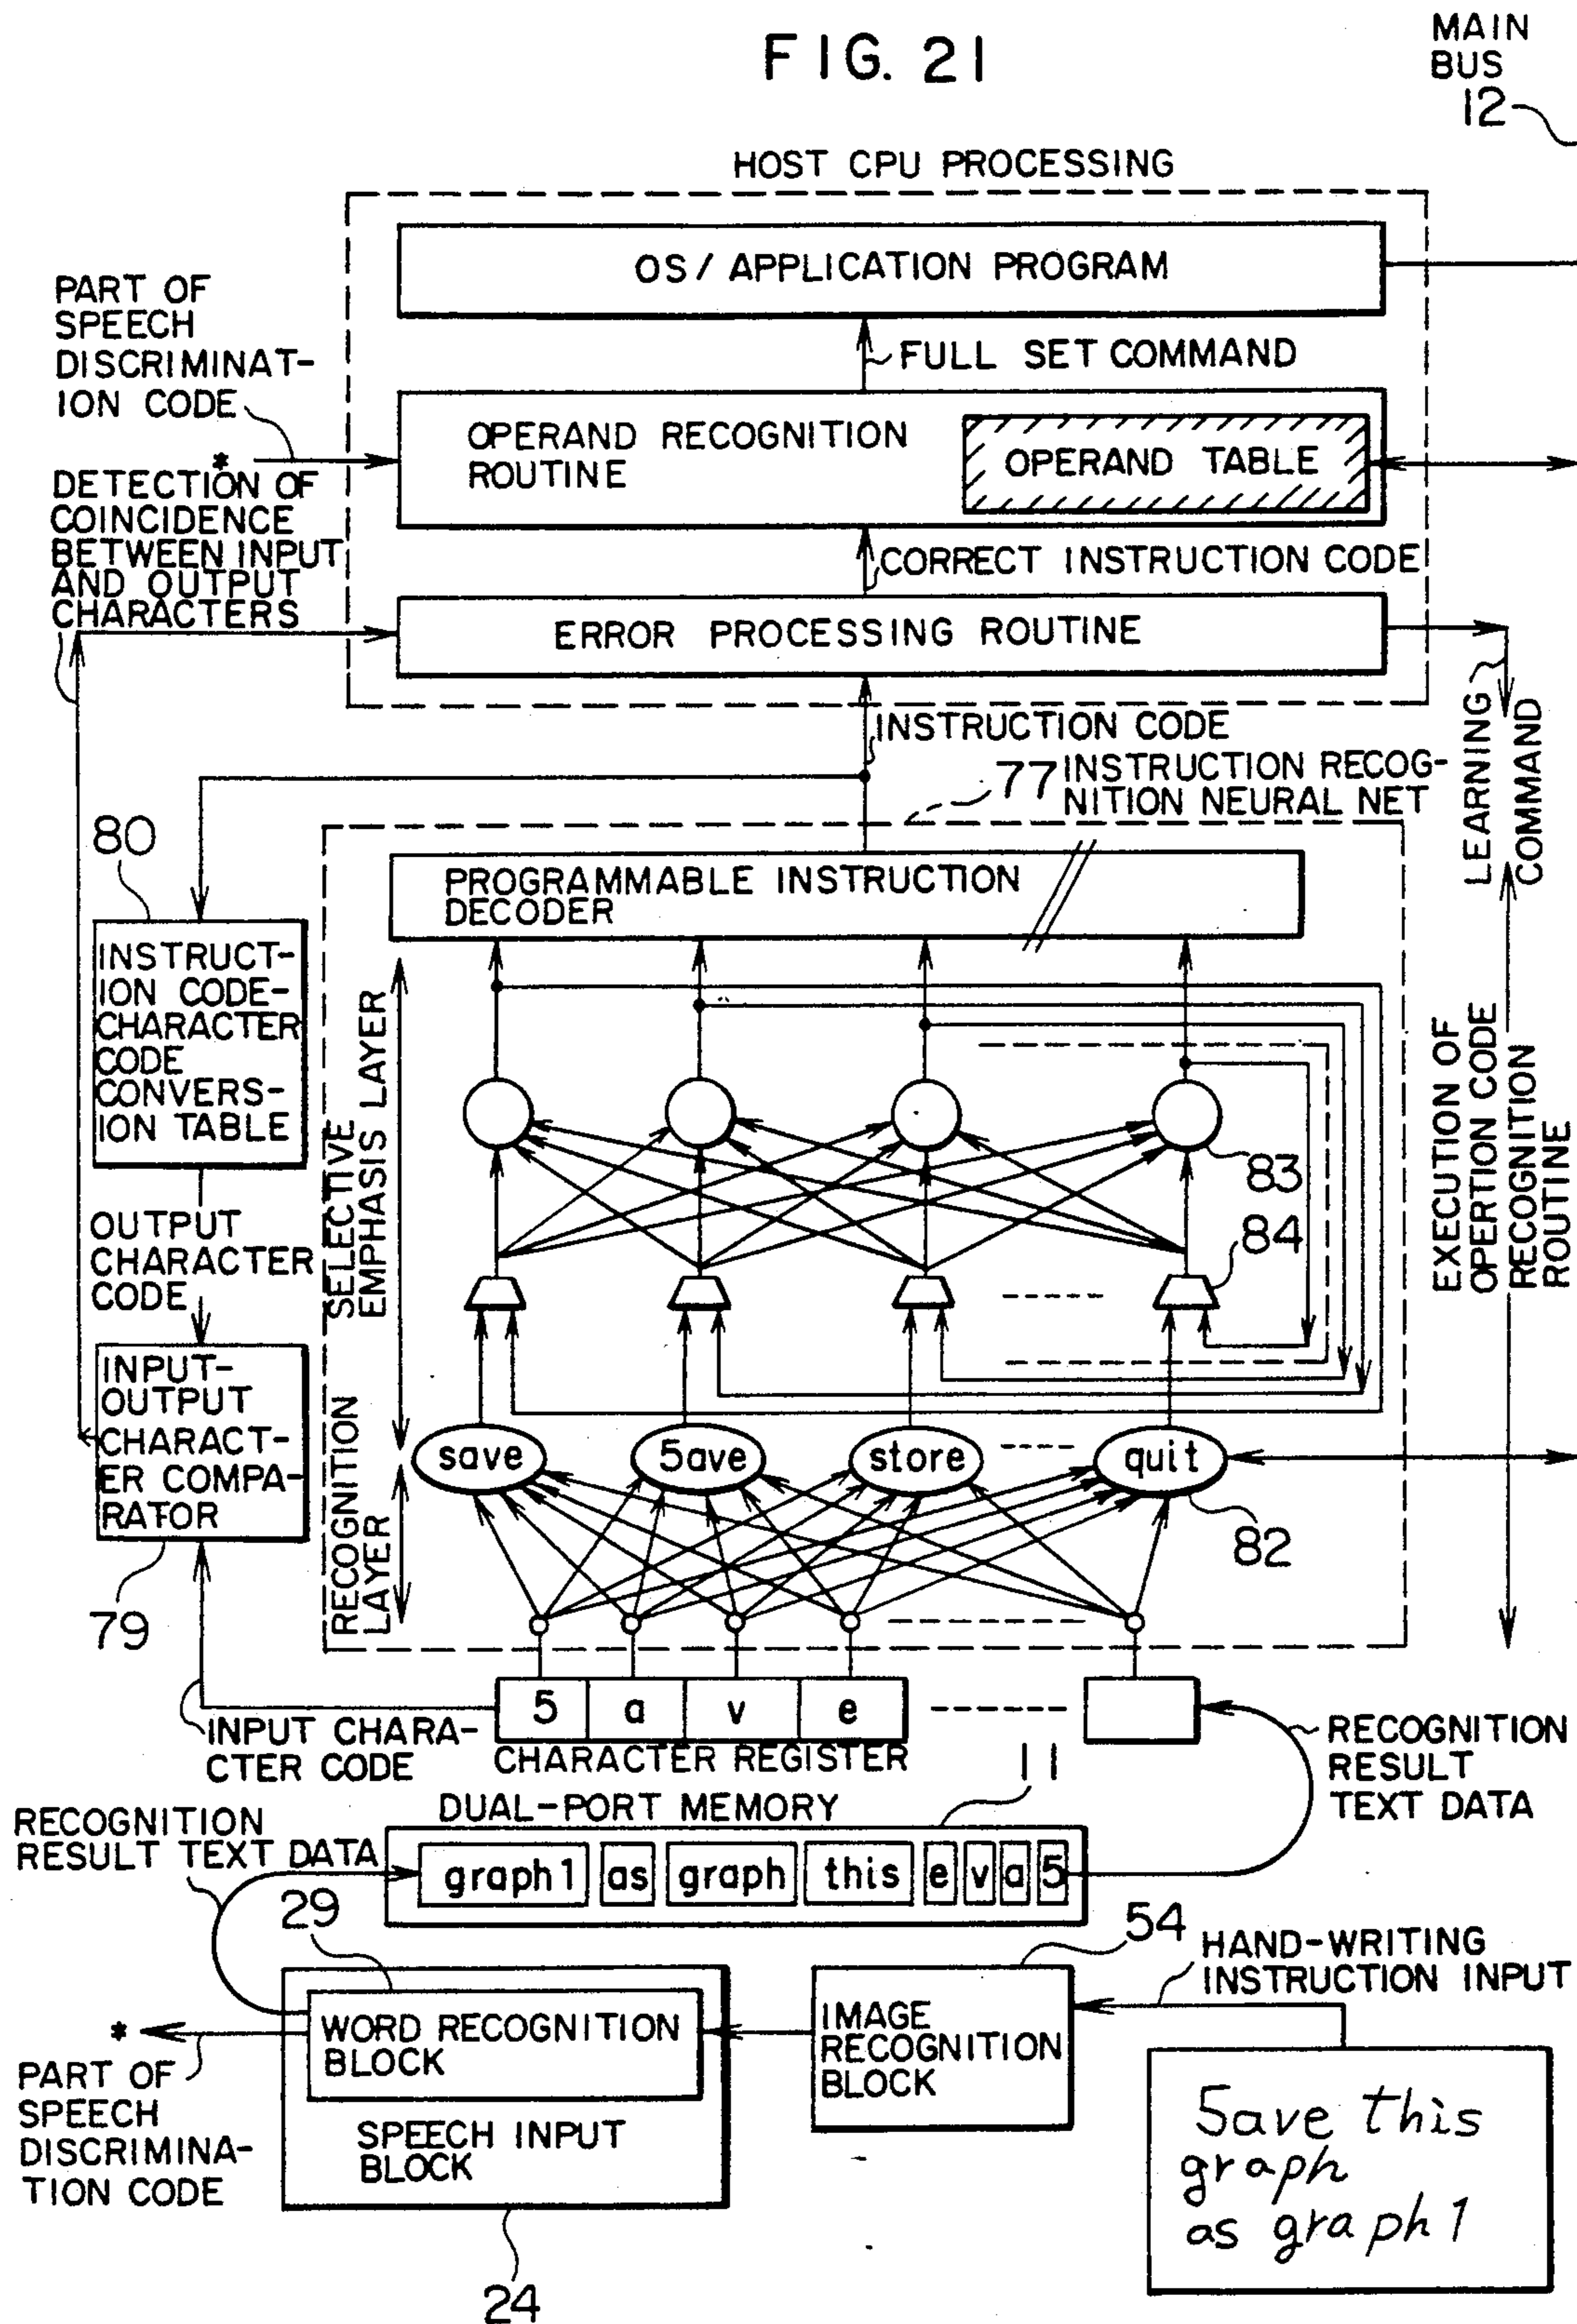 FIG. 21
MAIN
BUS
12
HOST CPU PROCESSING
OS/ APPLICATION PROGRAM
PART OF
SPEECH
DISCRIMINAT-
ION CODE
FULL SET COMMAND
OPERAND RECOGNITION
ROUTINE
OPERAND TABLE
*
DETECTION OF
COINCIDENCE
BETWEEN INPUT
AND OUTPUT
CHARACTERS
CORRECT INSTRUCTION CODE
ERROR PROCESSING ROUTINE
LEARNING
COMMAND
INSTRUCTION CODE
77 INSTRUCTION RECOG-
NITION NEURAL NET
80
PROGRAMMABLE INSTRUCTION
DECODER
INSTRUCT-
ION CODE-
CHARACTER
CODE
CONVERS-
ION TABLE
SELECTIVE
EMPHASIS LAYER
83
84
EXECUTION OF
OPERTION CODE
RECOGNITION
ROUTINE
OUTPUT
CHARACTER
CODE
INPUT-
OUTPUT
CHARACT-
ER COMPA-
RATOR
79
RECOGNITION
LAYER
save
5ave
store
quit
82
5 a v e
INPUT CHARA-
CTER CODE
CHARACTER REGISTER
RECOGNITION
RESULT
TEXT DATA
11
DUAL-PORT MEMORY
RECOGNITION
RESULT TEXT DATA
graph1 as graph this e v a 5
29
54
HAND-WRITING
INSTRUCTION INPUT
WORD RECOGNITION
BLOCK
IMAGE
RECOGNITION
BLOCK
*
PART OF
SPEECH
DISCRIMINA-
TION CODE
SPEECH INPUT
BLOCK
24
5ave this
graph
as graph 1